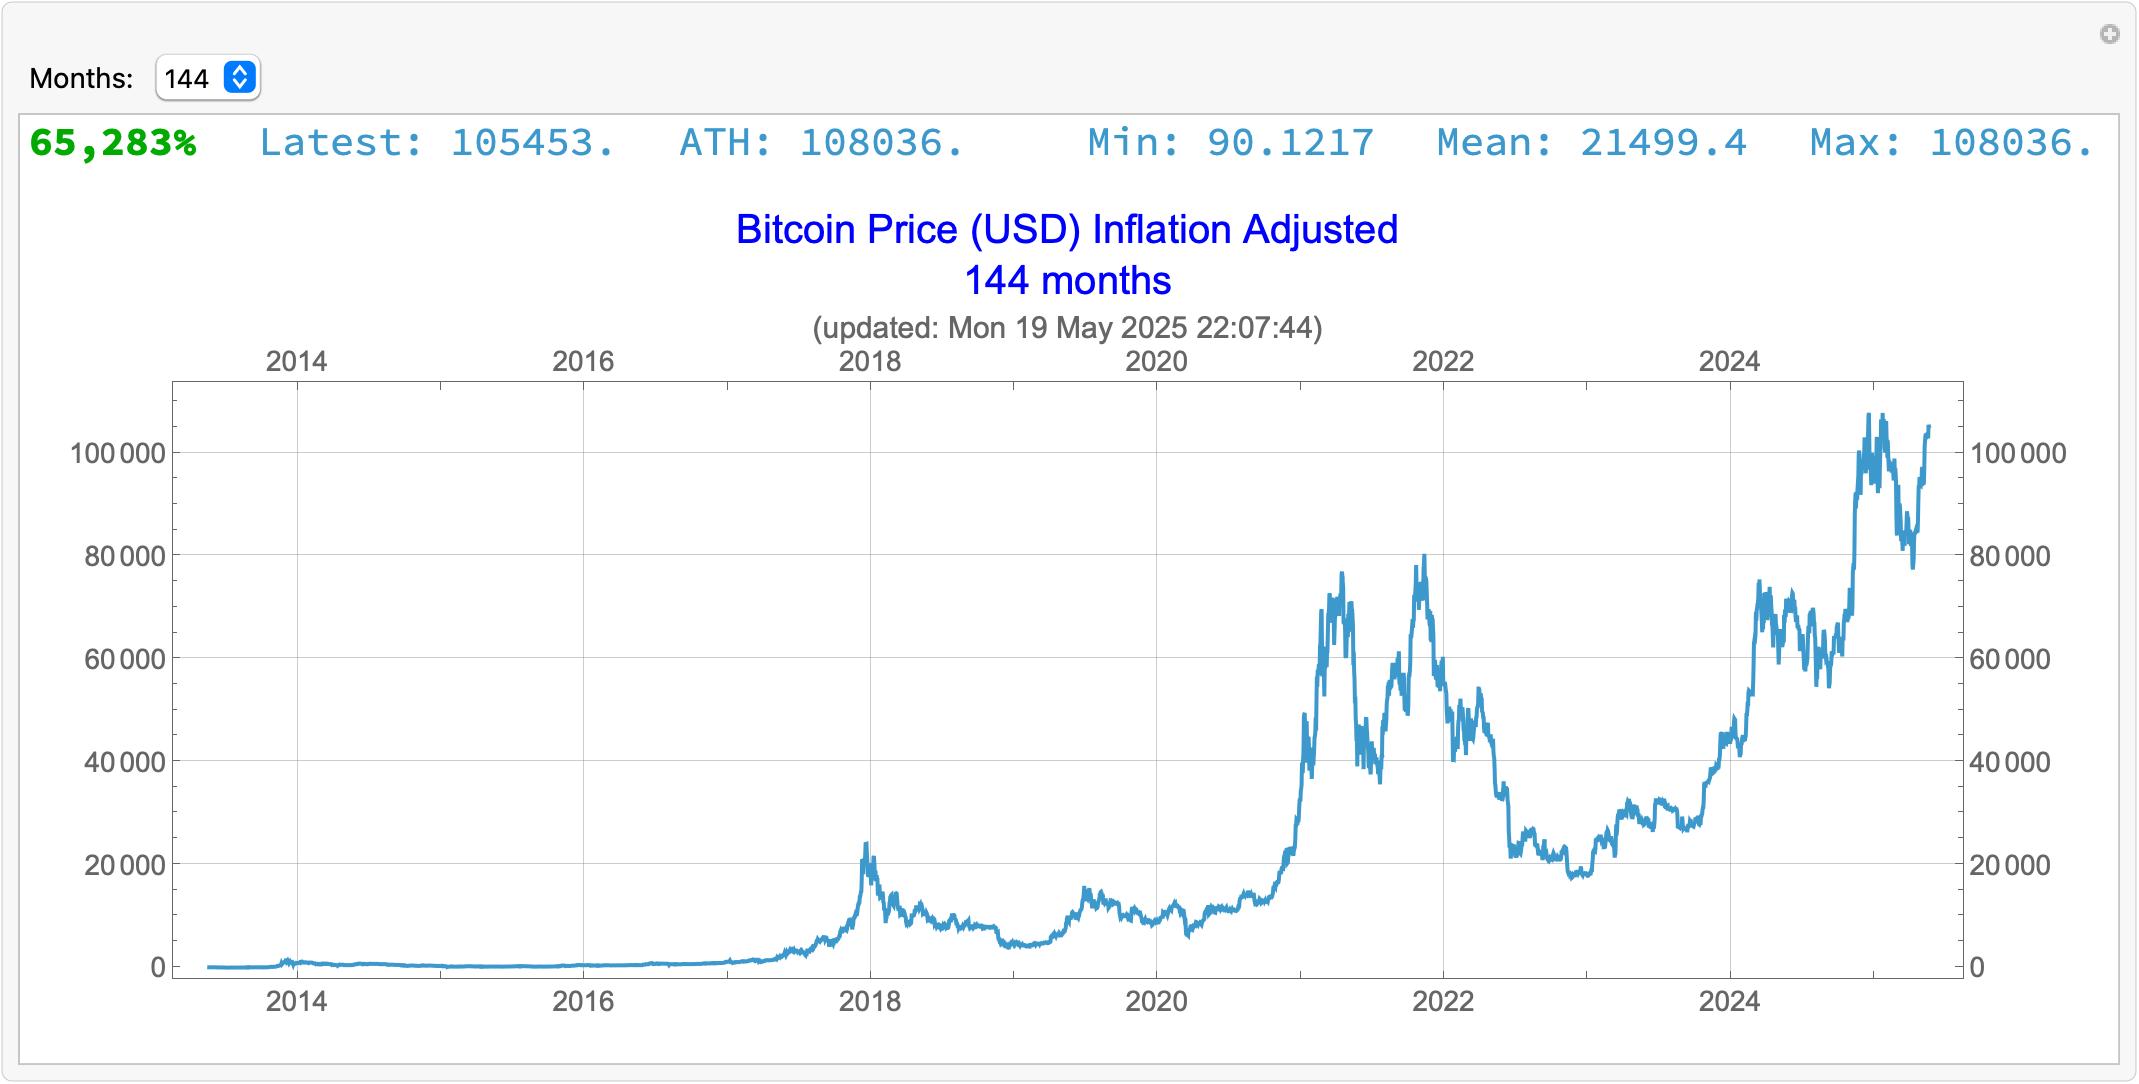 Months: 144
65,283% Latest: 105453. ATH: 108036. Min: 90.1217 Mean: 21499.4 Max: 108036.
Bitcoin Price (USD) Inflation Adjusted
144 months
(updated: Mon 19 May 2025 22:07:44)
2014 2016 2018 2020 2022 2024
100 000 100 000
80 000 80 000
60 000 60 000
40 000 40 000
20 000 20 000
0 0
2014 2016 2018 2020 2022 2024